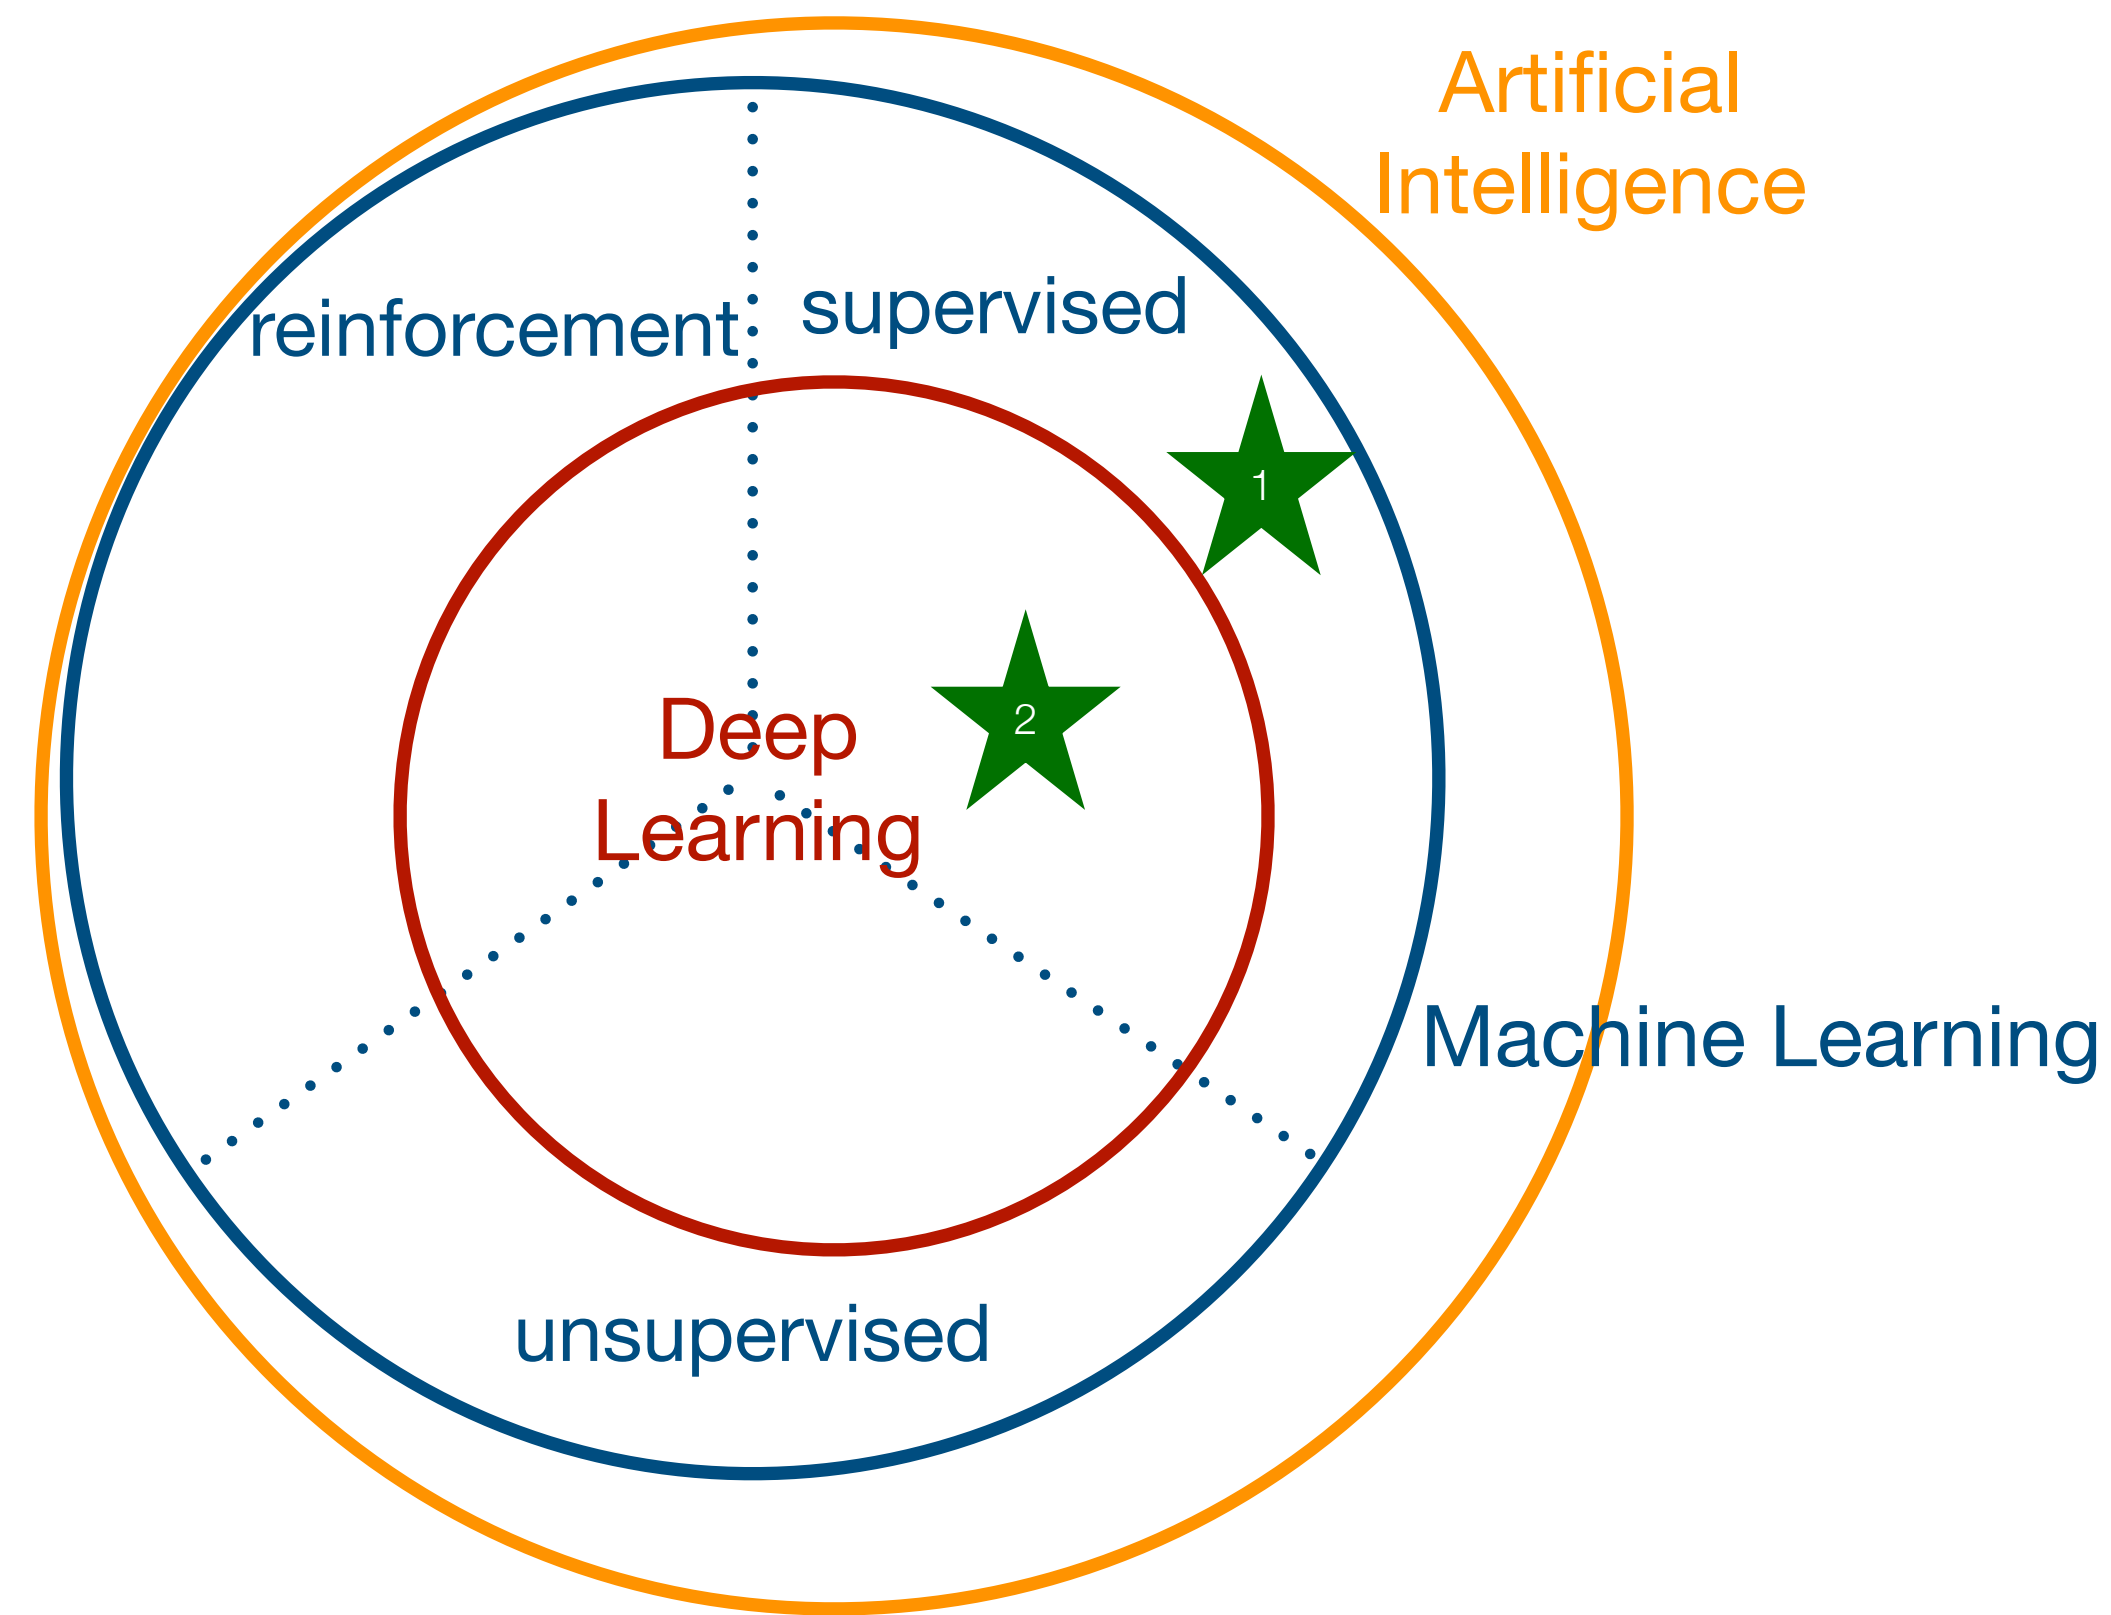 Artificial
Intelligence
reinforcement
supervised
1
2
Deep
Learning
Machine Learning
unsupervised